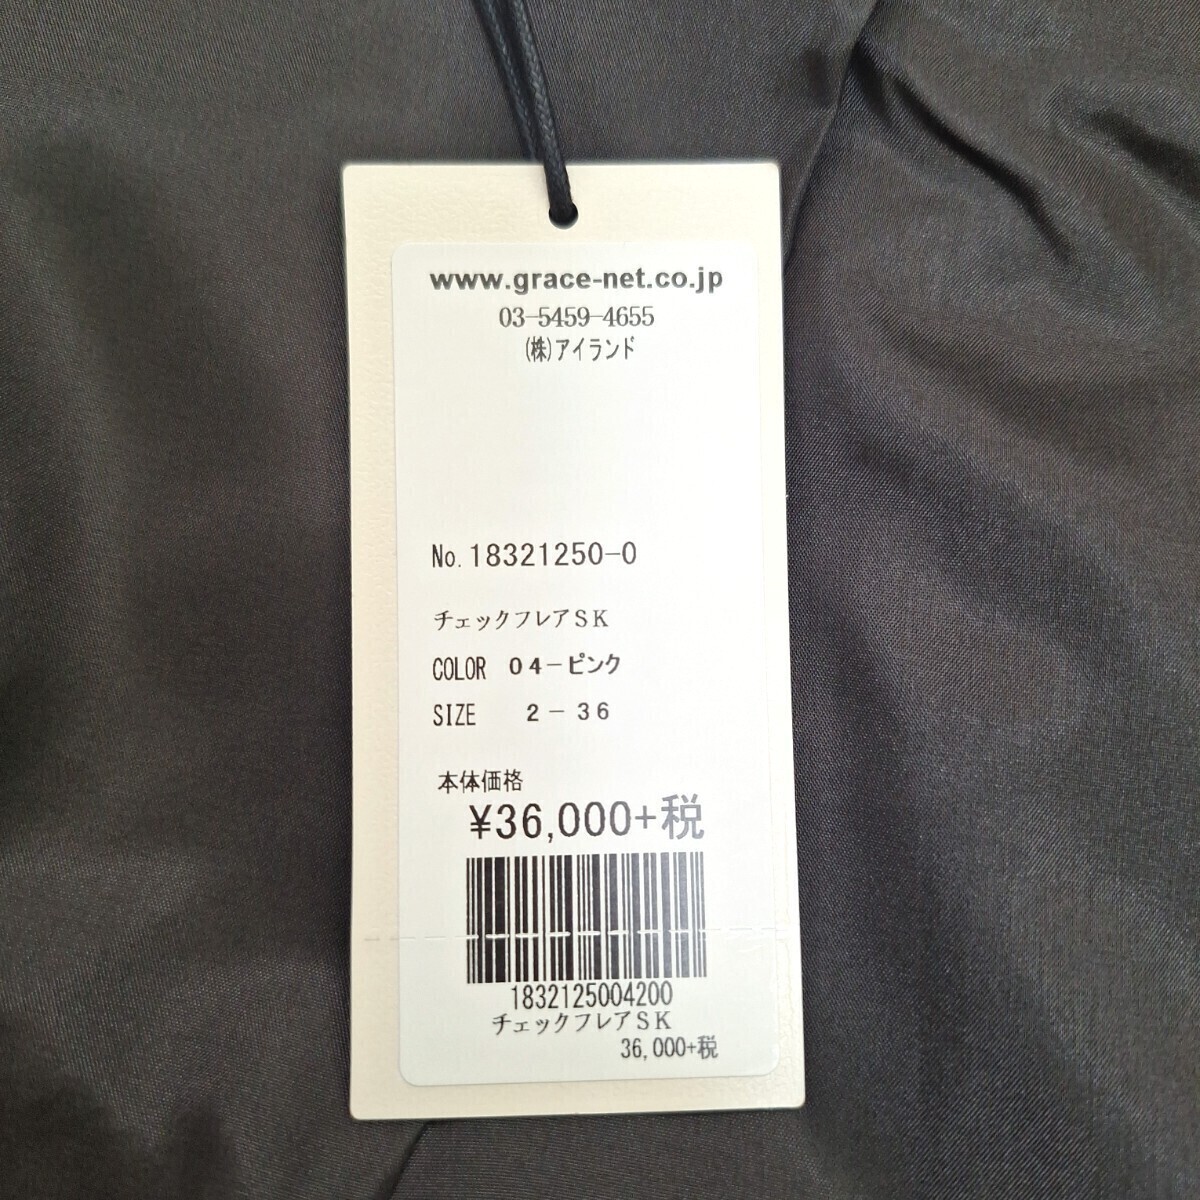 www.grace-net.co.jp
03-5459-4655
(株)アイランド
No.18321250-0
チェックフレアSK
COLOR 04-ピンク
SIZE 2-36
本体価格
¥36,000+税
1832125004200
チェックフレアSK
36,000+税